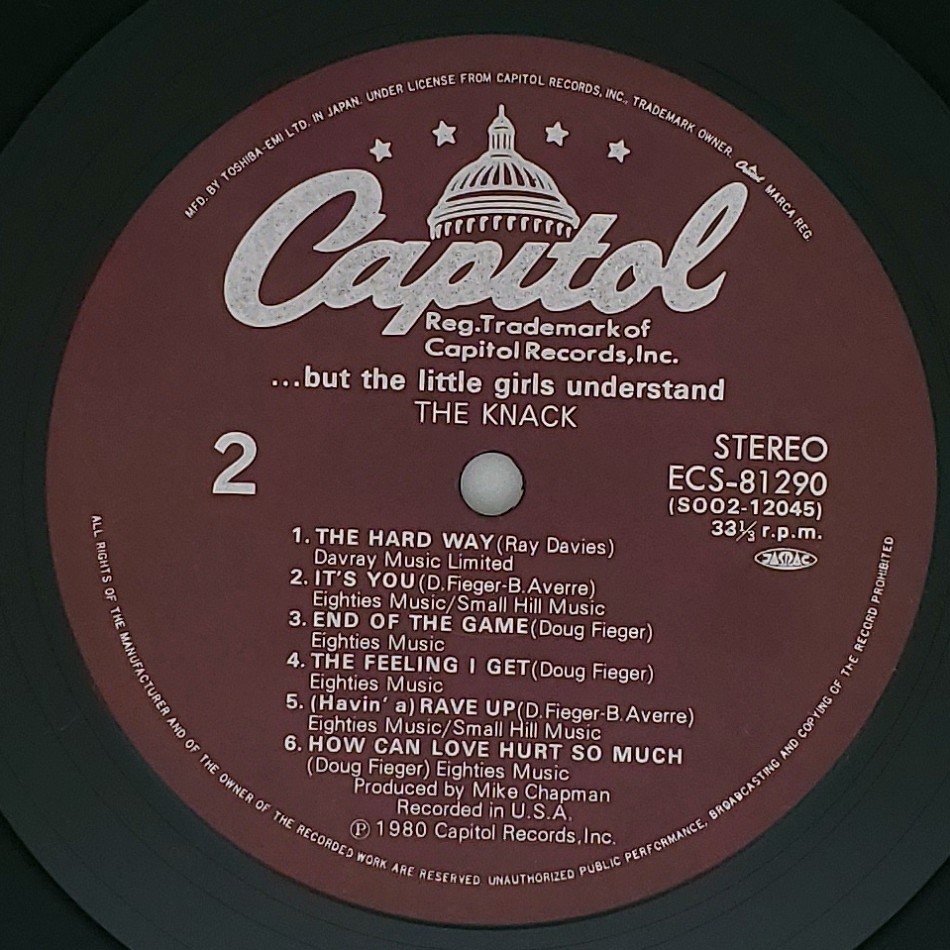 MFD. BY TOSHIBA-EMI LTD. IN JAPAN. UNDER LICENSE FROM CAPITOL RECORDS, INC., TRADEMARK OWNER. Capitol MARCA REG.
Capitol
Reg.Trademark of
Capitol Records,Inc.
...but the little girls understand
THE KNACK
2
STEREO
ECS-81290
(SOO2-12045)
33⅓ r.p.m.
JASRAC
1. THE HARD WAY(Ray Davies)
Davray Music Limited
2. IT'S YOU(D.Fieger-B.Averre)
Eighties Music/Small Hill Music
3. END OF THE GAME(Doug Fieger)
Eighties Music
4. THE FEELING I GET(Doug Fieger)
Eighties Music
5. (Havin' a) RAVE UP(D.Fieger-B.Averre)
Eighties Music/Small Hill Music
6. HOW CAN LOVE HURT SO MUCH
(Doug Fieger) Eighties Music
Produced by Mike Chapman
Recorded in U.S.A.
Ⓟ 1980 Capitol Records,Inc.
ALL RIGHTS OF THE MANUFACTURER AND OF THE OWNER OF THE RECORDED WORK ARE RESERVED UNAUTHORIZED PUBLIC PERFORMANCE, BROADCASTING AND COPYING OF THE RECORD PROHIBITED